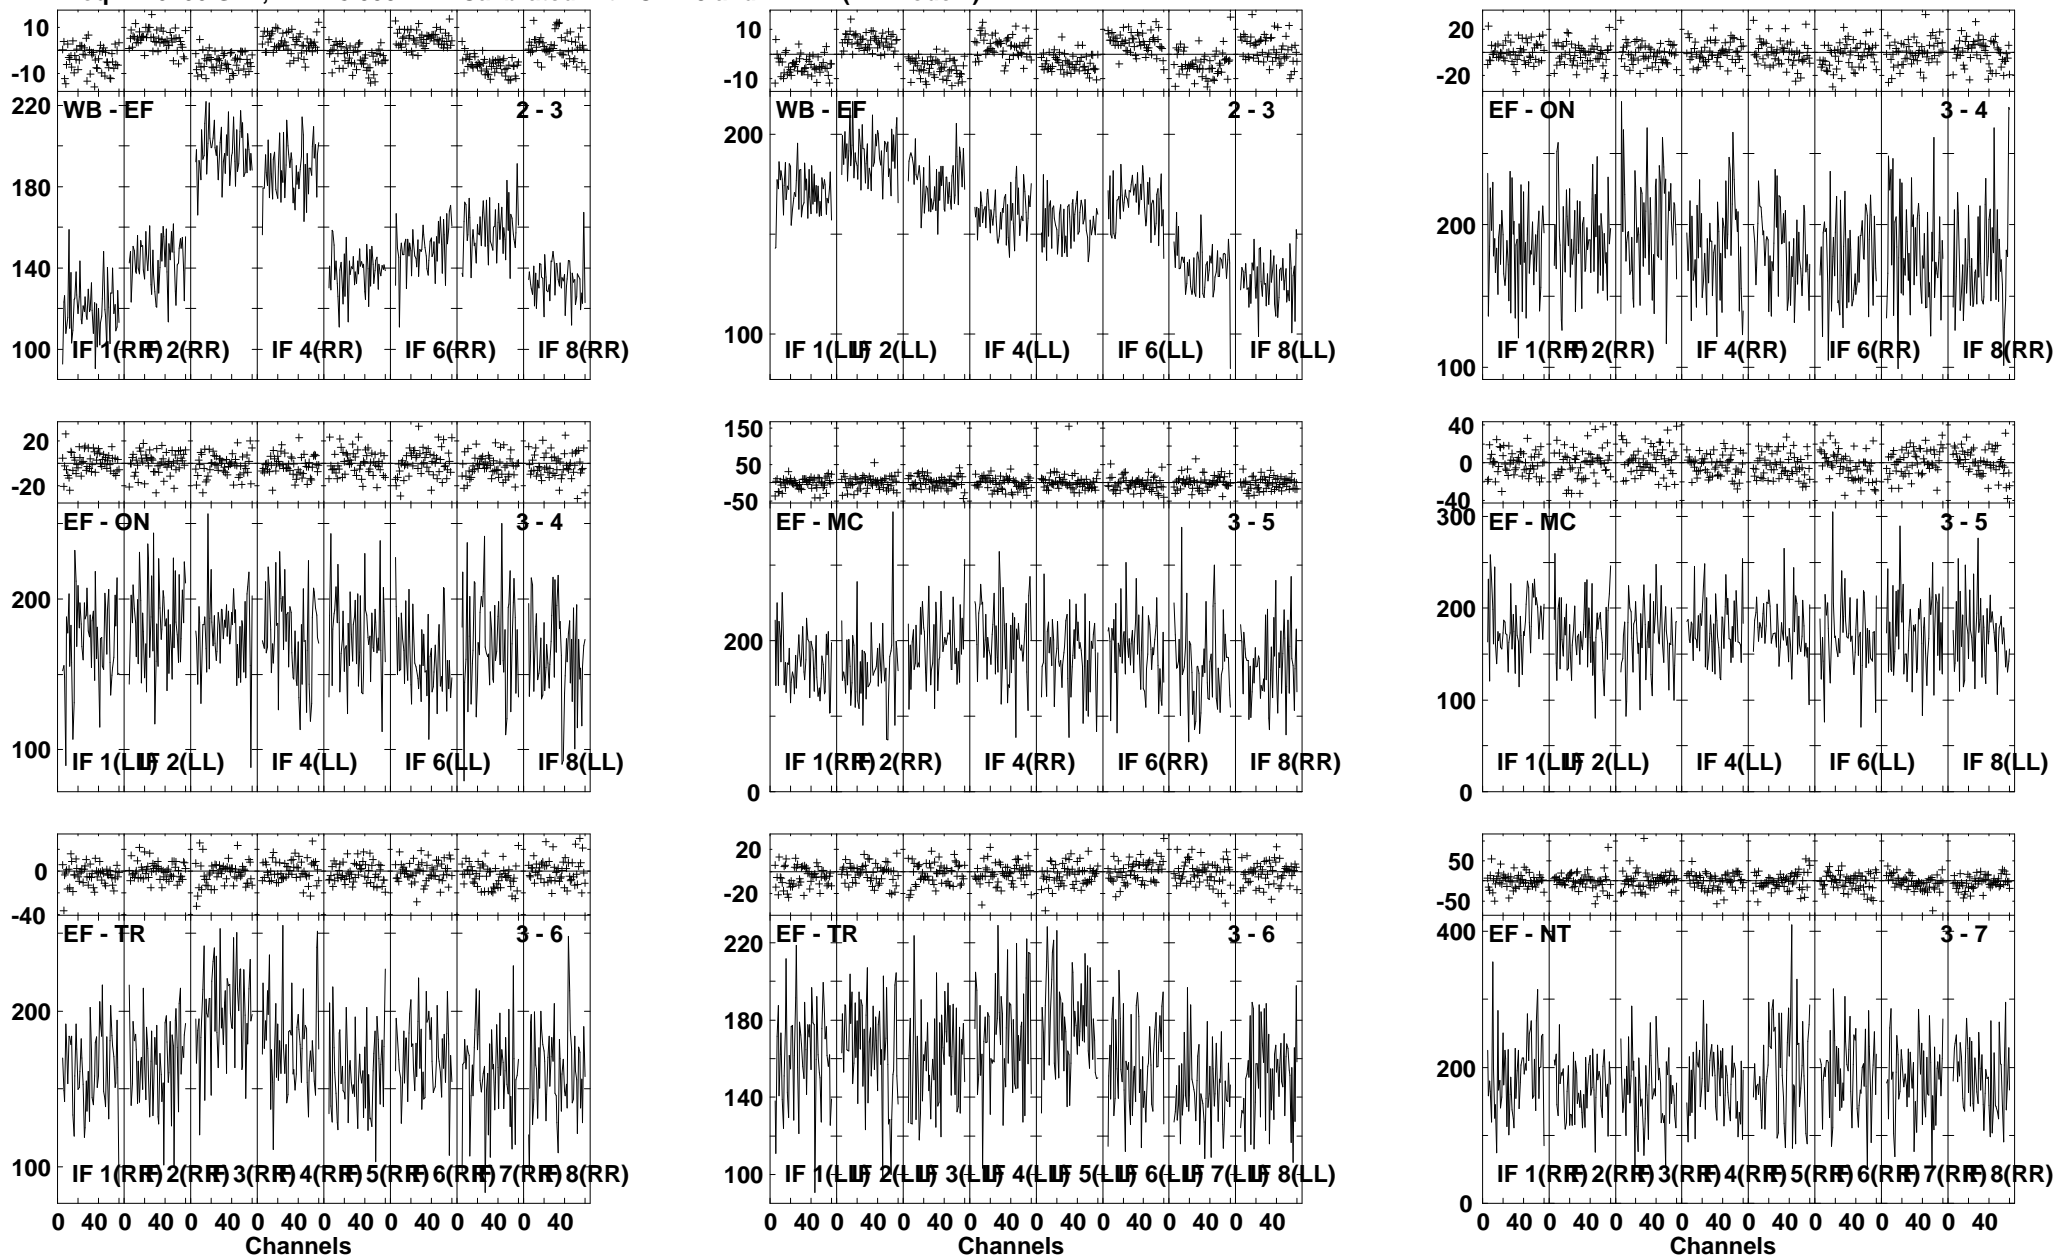 10
-10
WB - EF 2 - 3
220
180
140
100
IF 1(RR) IF 2(RR) IF 4(RR) IF 6(RR) IF 8(RR)
10
-10
WB - EF 2 - 3
200
100
IF 1(LL) IF 2(LL) IF 4(LL) IF 6(LL) IF 8(LL)
20
-20
EF - ON 3 - 4
200
100
IF 1(RR) IF 2(RR) IF 4(RR) IF 6(RR) IF 8(RR)
20
-20
EF - ON 3 - 4
200
100
IF 1(LL) IF 2(LL) IF 4(LL) IF 6(LL) IF 8(LL)
150
50
-50
EF - MC 3 - 5
200
0
IF 1(RR) IF 2(RR) IF 4(RR) IF 6(RR) IF 8(RR)
40
0
-40
EF - MC 3 - 5
300
200
100
0
IF 1(LL) IF 2(LL) IF 4(LL) IF 6(LL) IF 8(LL)
0
-40
EF - TR 3 - 6
200
100
IF 1(RR) IF 2(RR) IF 3(RR) IF 4(RR) IF 5(RR) IF 6(RR) IF 7(RR) IF 8(RR)
0 40 0 40 0 40 0 40 0 40 0 40 0 40 0 40
Channels
20
-20
EF - TR 3 - 6
220
180
140
100
IF 1(LL) IF 2(LL) IF 3(LL) IF 4(LL) IF 5(LL) IF 6(LL) IF 7(LL) IF 8(LL)
0 40 0 40 0 40 0 40 0 40 0 40 0 40 0 40
Channels
50
-50
EF - NT 3 - 7
400
200
0
IF 1(RR) IF 2(RR) IF 3(RR) IF 4(RR) IF 5(RR) IF 6(RR) IF 7(RR) IF 8(RR)
0 40 0 40 0 40 0 40 0 40 0 40 0 40 0 40
Channels